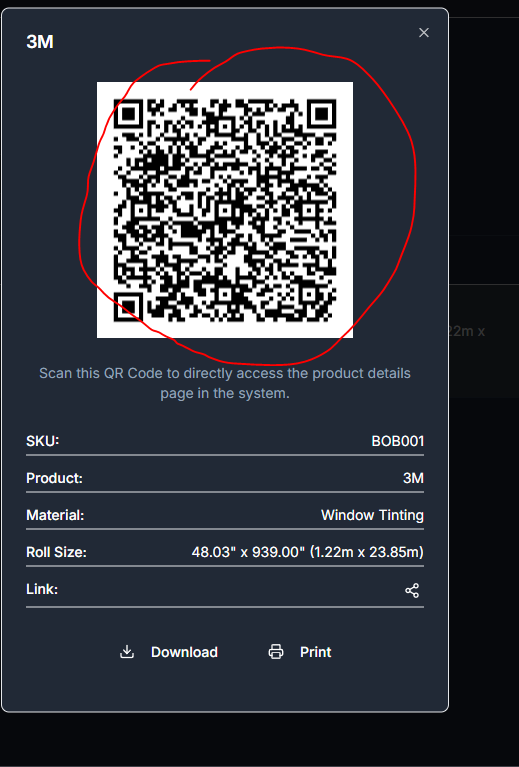 3M
Scan this QR Code to directly access the product details
page in the system.
SKU: BOB001
Product: 3M
Material: Window Tinting
Roll Size: 48.03" x 939.00" (1.22m x 23.85m)
Link:
Download Print
22m x